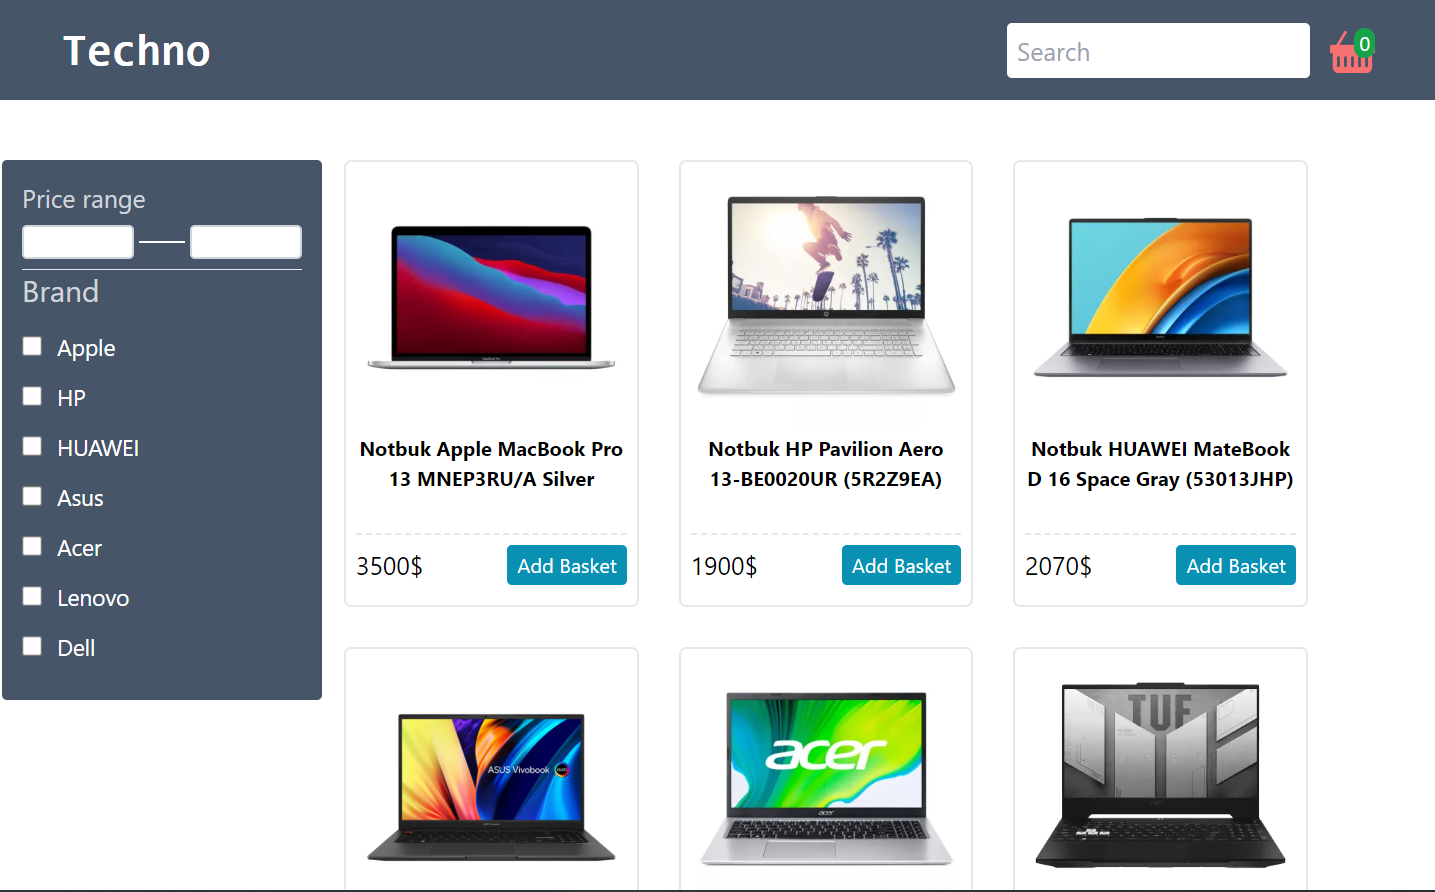 Techno
Search
0
Price range
Brand
Apple
HP
HUAWEI
Asus
Acer
Lenovo
Dell
Notbuk Apple MacBook Pro
13 MNEP3RU/A Silver
3500$
Add Basket
Notbuk HP Pavilion Aero
13-BE0020UR (5R2Z9EA)
1900$
Add Basket
Notbuk HUAWEI MateBook
D 16 Space Gray (53013JHP)
2070$
Add Basket
ASUS Vivobook
acer
acer
TUF